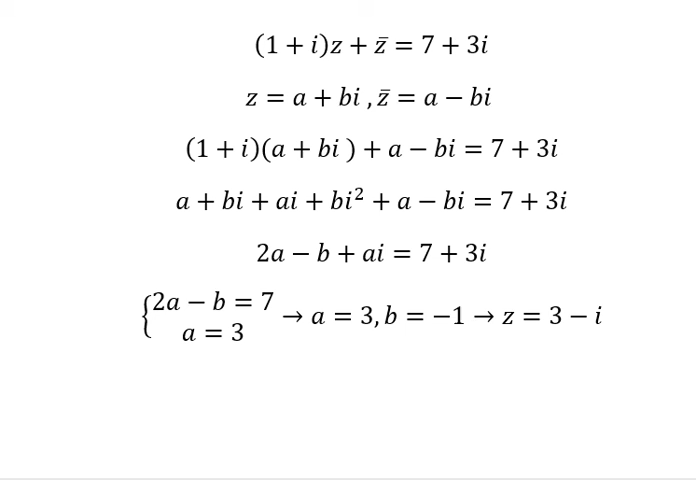 (1 + i)z + z̄ = 7 + 3i
z = a + bi , z̄ = a − bi
(1 + i)(a + bi ) + a − bi = 7 + 3i
a + bi + ai + bi² + a − bi = 7 + 3i
2a − b + ai = 7 + 3i
{2a − b = 7
a = 3 → a = 3, b = −1 → z = 3 − i